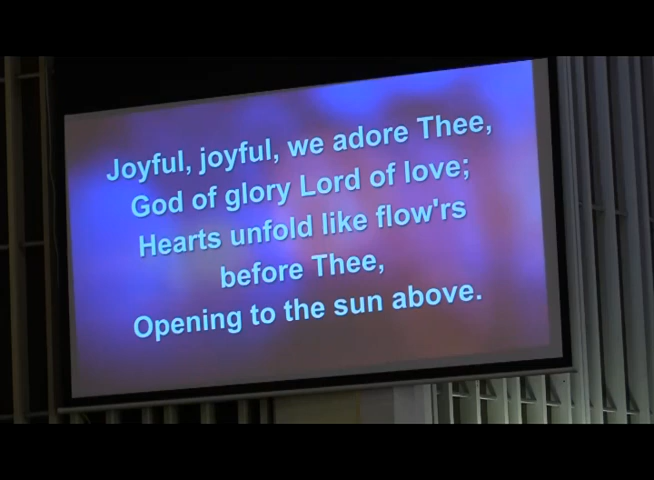 Joyful, joyful, we adore Thee,
God of glory Lord of love;
Hearts unfold like flow'rs
before Thee,
Opening to the sun above.